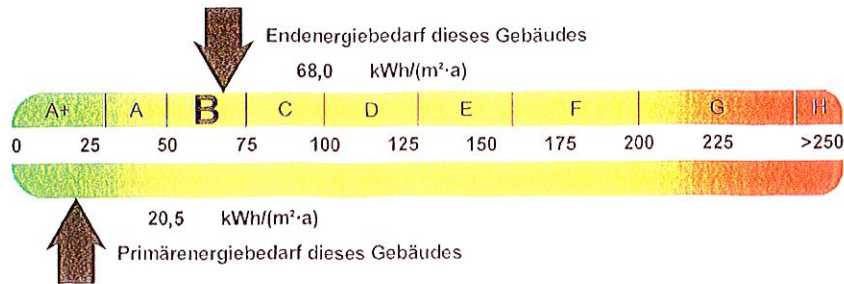 Endenergiebedarf dieses Gebäudes
68,0 kWh/(m²·a)
A+ A B C D E F G H
0 25 50 75 100 125 150 175 200 225 >250
20,5 kWh/(m²·a)
Primärenergiebedarf dieses Gebäudes